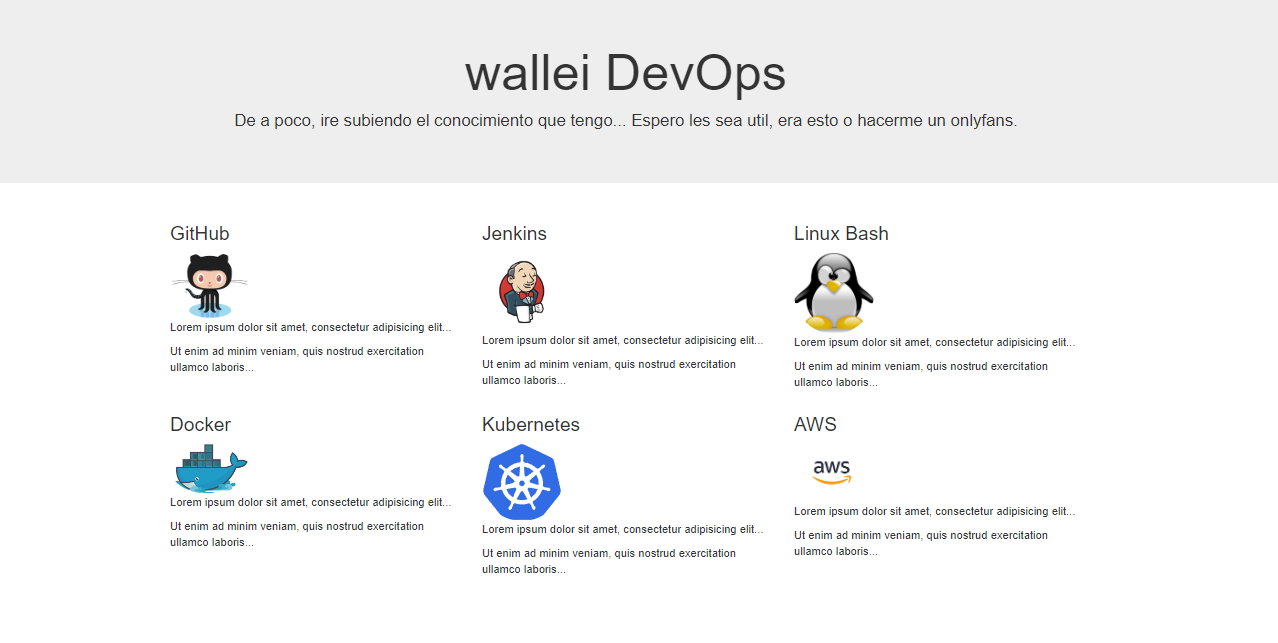 wallei DevOps
De a poco, ire subiendo el conocimiento que tengo... Espero les sea util, era esto o hacerme un onlyfans.
GitHub
Lorem ipsum dolor sit amet, consectetur adipisicing elit...
Ut enim ad minim veniam, quis nostrud exercitation
ullamco laboris...
Jenkins
Lorem ipsum dolor sit amet, consectetur adipisicing elit...
Ut enim ad minim veniam, quis nostrud exercitation
ullamco laboris...
Linux Bash
Lorem ipsum dolor sit amet, consectetur adipisicing elit...
Ut enim ad minim veniam, quis nostrud exercitation
ullamco laboris...
Docker
Lorem ipsum dolor sit amet, consectetur adipisicing elit...
Ut enim ad minim veniam, quis nostrud exercitation
ullamco laboris...
Kubernetes
Lorem ipsum dolor sit amet, consectetur adipisicing elit...
Ut enim ad minim veniam, quis nostrud exercitation
ullamco laboris...
AWS
aws
Lorem ipsum dolor sit amet, consectetur adipisicing elit...
Ut enim ad minim veniam, quis nostrud exercitation
ullamco laboris...